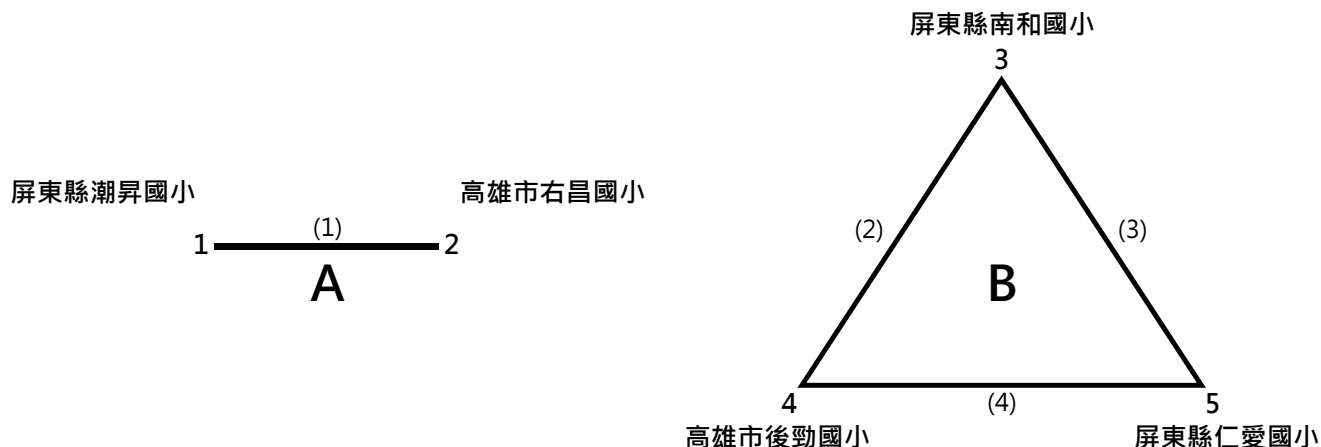 屏東縣潮昇國小
高雄市右昌國小
1
(1)
2
A
屏東縣南和國小
3
(2)
(3)
B
4
(4)
5
高雄市後勁國小
屏東縣仁愛國小